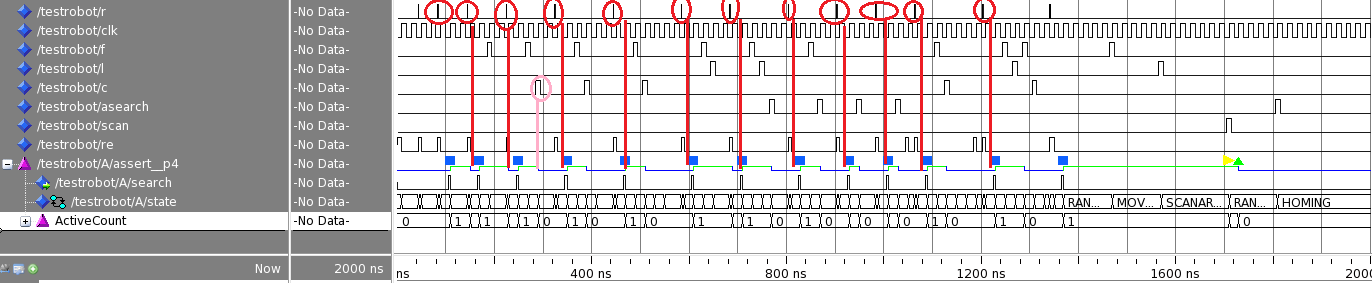 /testrobot/r -No Data-
/testrobot/clk -No Data-
/testrobot/f -No Data-
/testrobot/l -No Data-
/testrobot/c -No Data-
/testrobot/asearch -No Data-
/testrobot/scan -No Data-
/testrobot/re -No Data-
/testrobot/A/assert__p4 -No Data-
/testrobot/A/search -No Data-
/testrobot/A/state -No Data- RAN... MOV... SCANAR... RAN... HOMING
ActiveCount -No Data- 0 1 1 1 0 1 0 1 0 1 1 0 1 0 0 0 1 0 1 0 1 0
Now 2000 ns ns 400 ns 800 ns 1200 ns 1600 ns 2000